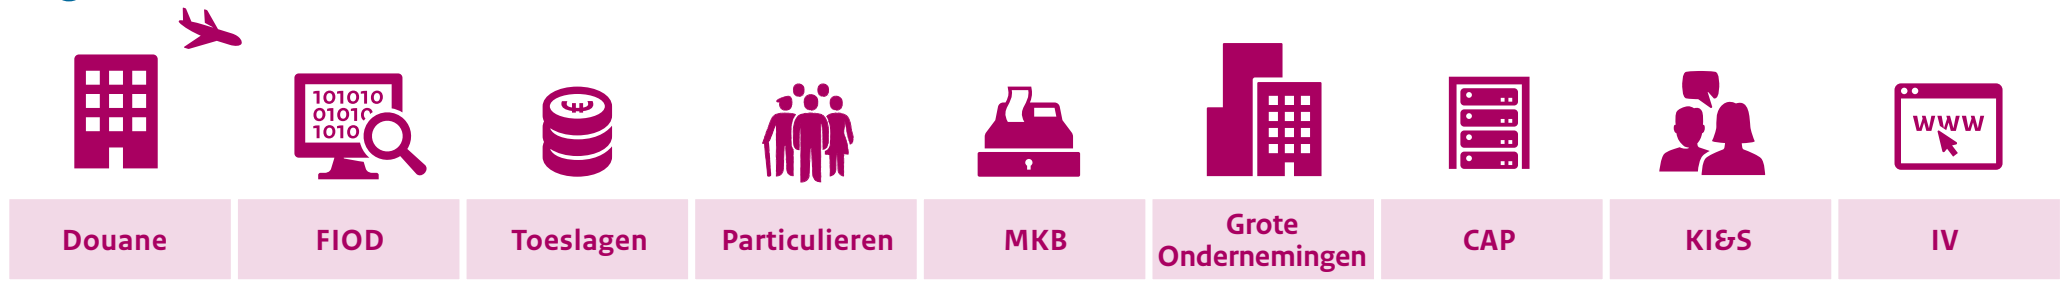 101010
01010
1010
Douane
FIOD
Toeslagen
Particulieren
MKB
Grote
Ondernemingen
CAP
KI&S
www
IV